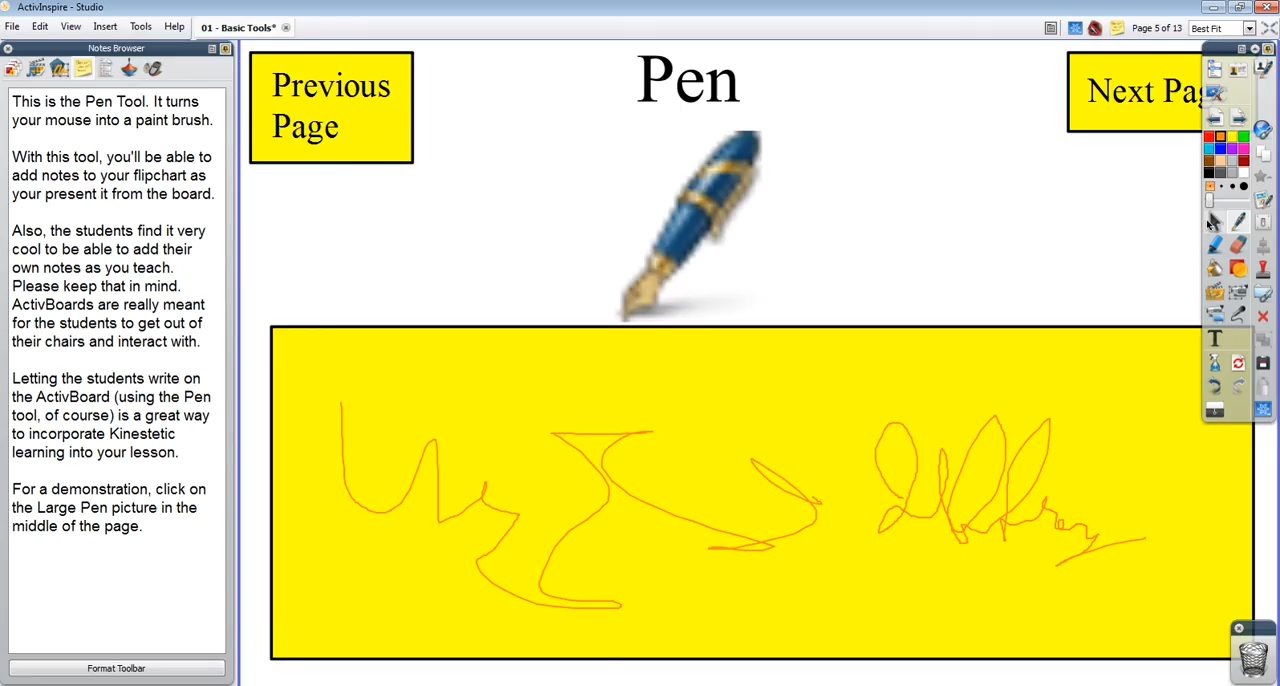 ActivInspire - Studio
File Edit View Insert Tools Help 01 - Basic Tools* Page 5 of 13 Best Fit
Notes Browser
This is the Pen Tool. It turns
your mouse into a paint brush.
With this tool, you'll be able to
add notes to your flipchart as
your present it from the board.
Also, the students find it very
cool to be able to add their
own notes as you teach.
Please keep that in mind.
ActivBoards are really meant
for the students to get out of
their chairs and interact with.
Letting the students write on
the ActivBoard (using the Pen
tool, of course) is a great way
to incorporate Kinestetic
learning into your lesson.
For a demonstration, click on
the Large Pen picture in the
middle of the page.
Format Toolbar
Previous
Page
Pen
Next Pag
T